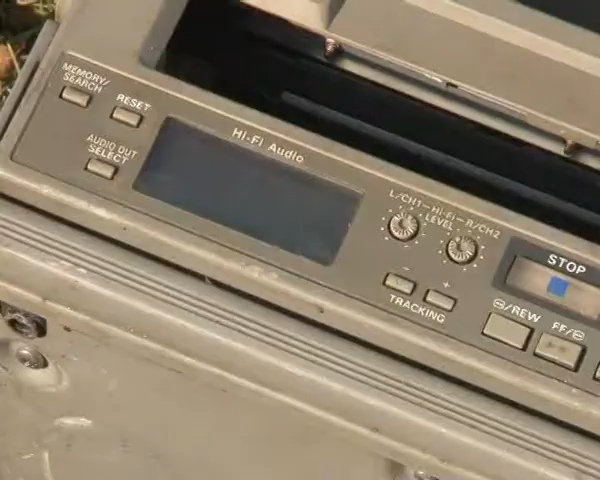 MEMORY/
SEARCH
RESET
AUDIO OUT
SELECT
Hi-Fi Audio
L/CH1-Hi-Fi-R/CH2
LEVEL
- +
TRACKING
STOP
/REW
FF/